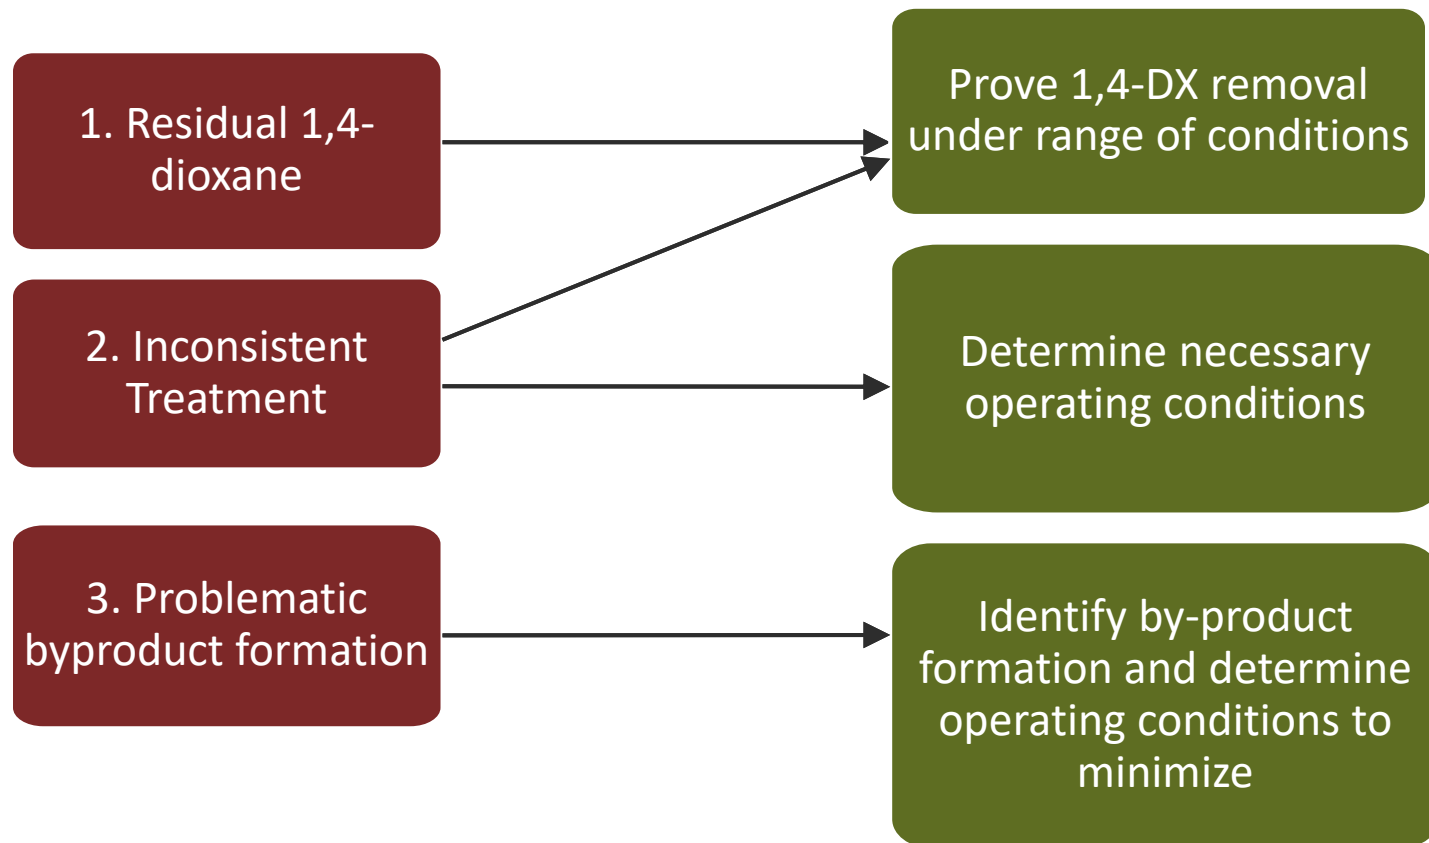 1. Residual 1,4-
dioxane
2. Inconsistent
Treatment
3. Problematic
byproduct formation
Prove 1,4-DX removal
under range of conditions
Determine necessary
operating conditions
Identify by-product
formation and determine
operating conditions to
minimize